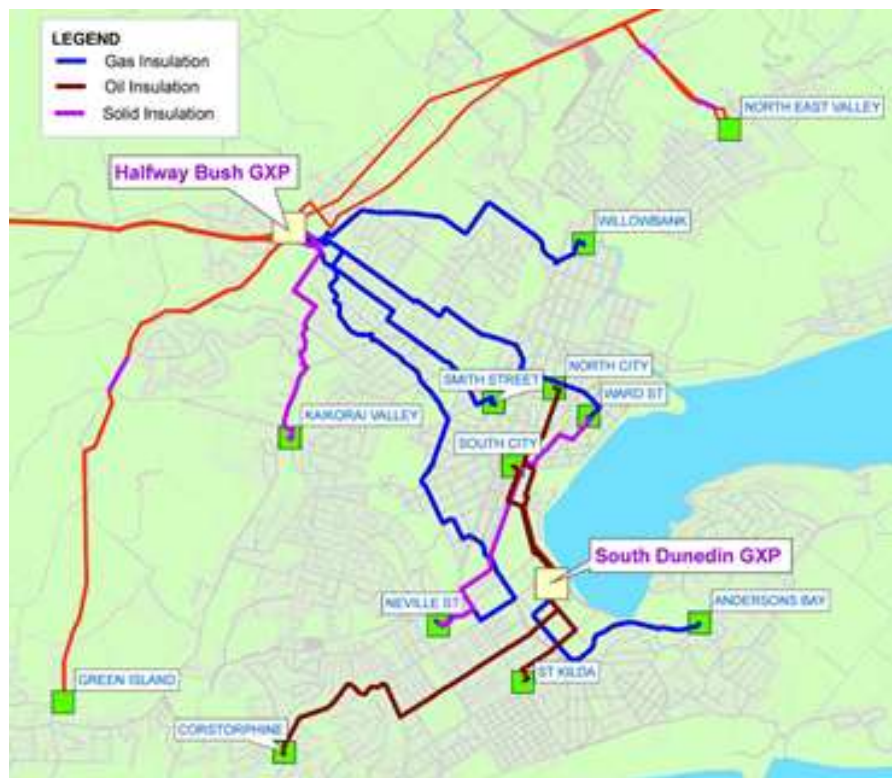 LEGEND
Gas Insulation
Oil Insulation
Solid Insulation
NORTH EAST VALLEY
Halfway Bush GXP
WILLOWBANK
NORTH CITY
SMITH STREET
WARD ST
KAIKORAI VALLEY
SOUTH CITY
South Dunedin GXP
NEVILLE ST
ANDERSONS BAY
ST KILDA
GREEN ISLAND
CORSTORPHINE